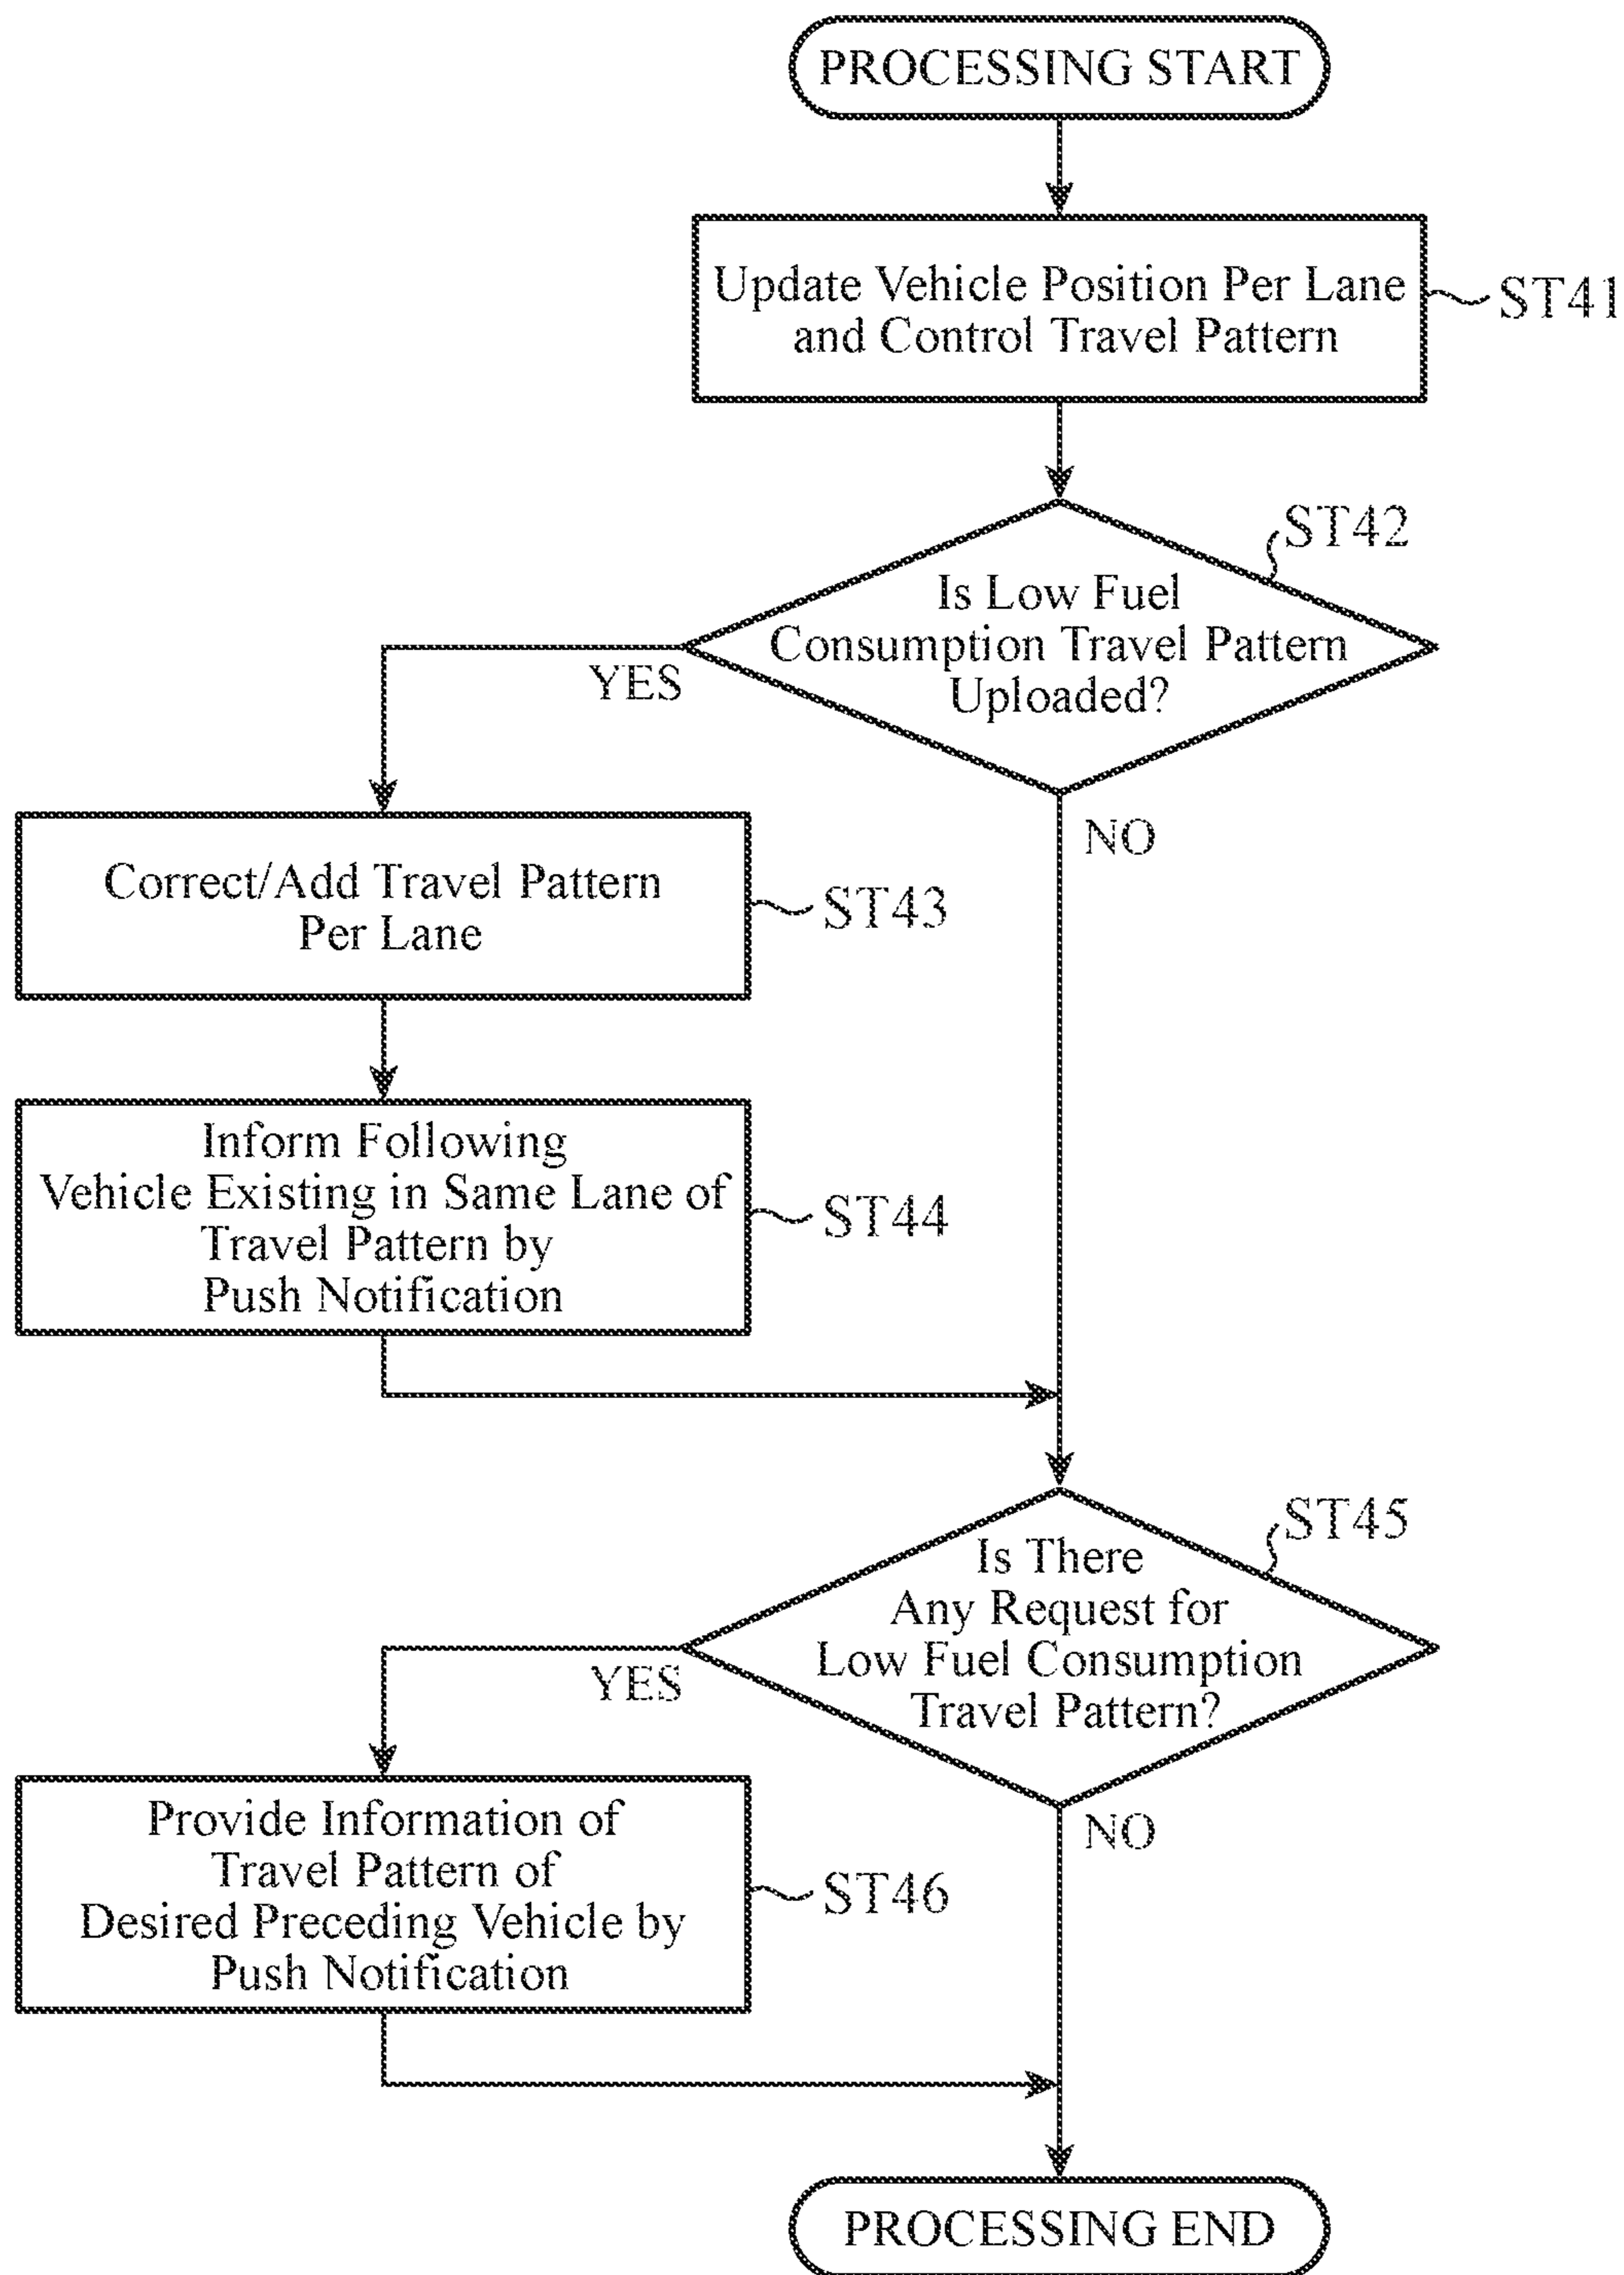 PROCESSING START
Update Vehicle Position Per Lane
and Control Travel Pattern
ST41
ST42
Is Low Fuel
Consumption Travel Pattern
Uploaded?
YES
NO
Correct/Add Travel Pattern
Per Lane
ST43
Inform Following
Vehicle Existing in Same Lane of
Travel Pattern by
Push Notification
ST44
ST45
Is There
Any Request for
Low Fuel Consumption
Travel Pattern?
YES
NO
Provide Information of
Travel Pattern of
Desired Preceding Vehicle by
Push Notification
ST46
PROCESSING END